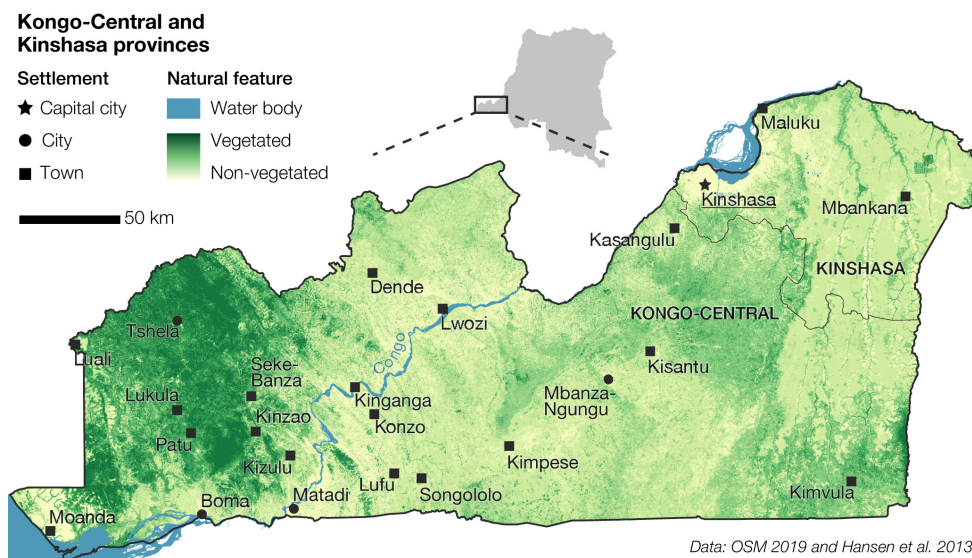 Kongo-Central and
Kinshasa provinces
Settlement
Natural feature
Capital city
Water body
City
Vegetated
Town
Non-vegetated
50 km
Maluku
Kinshasa
Mbankana
Kasangulu
KINSHASA
Dende
KONGO-CENTRAL
Lwozi
Tshela
Congo
Luali
Kisantu
Seke-
Banza
Mbanza-
Ngungu
Lukula
Kinganga
Kinzao
Konzo
Patu
Kimpese
Kizulu
Lufu
Songololo
Kimvula
Boma
Matadi
Moanda
Data: OSM 2019 and Hansen et al. 2013